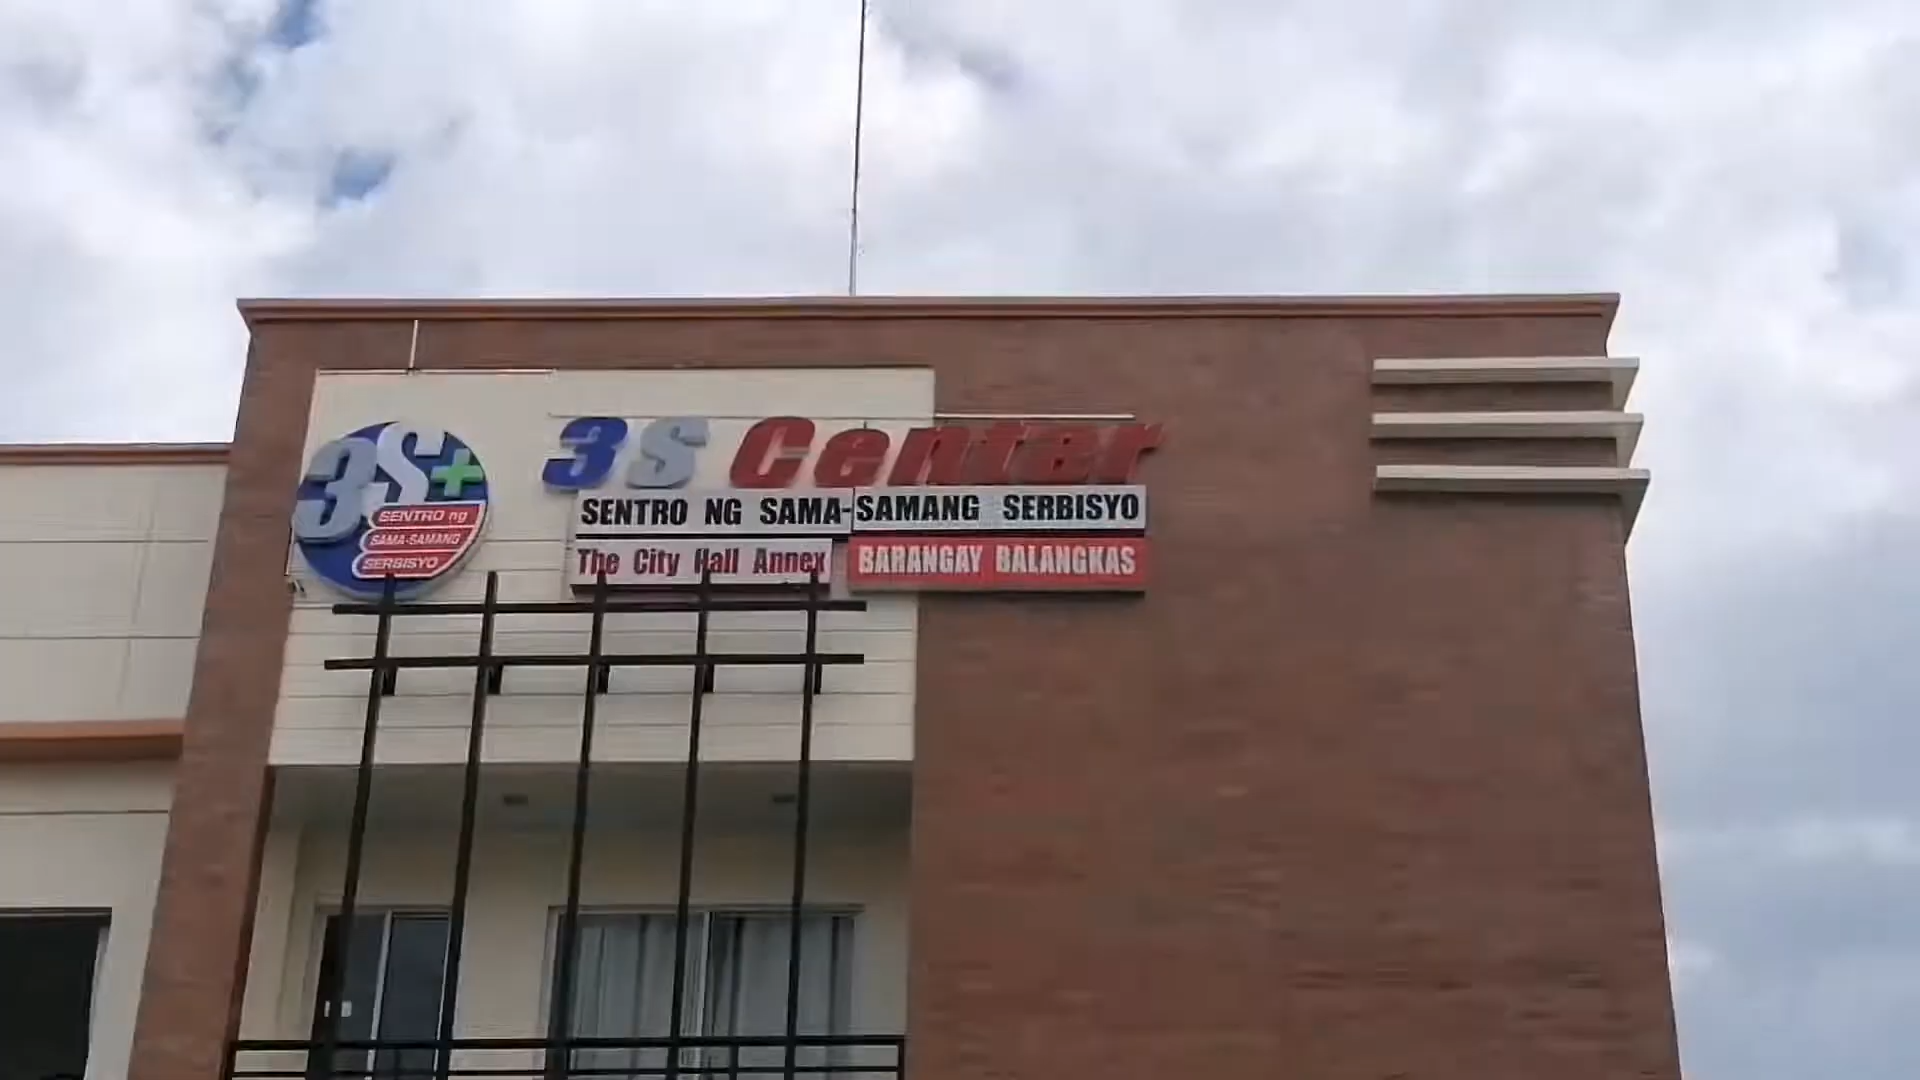 3S+
SENTRO ng
SAMA-SAMANG
SERBISYO
3S Center
SENTRO NG SAMA-SAMANG SERBISYO
The City Hall Annex
BARANGAY BALANGKAS